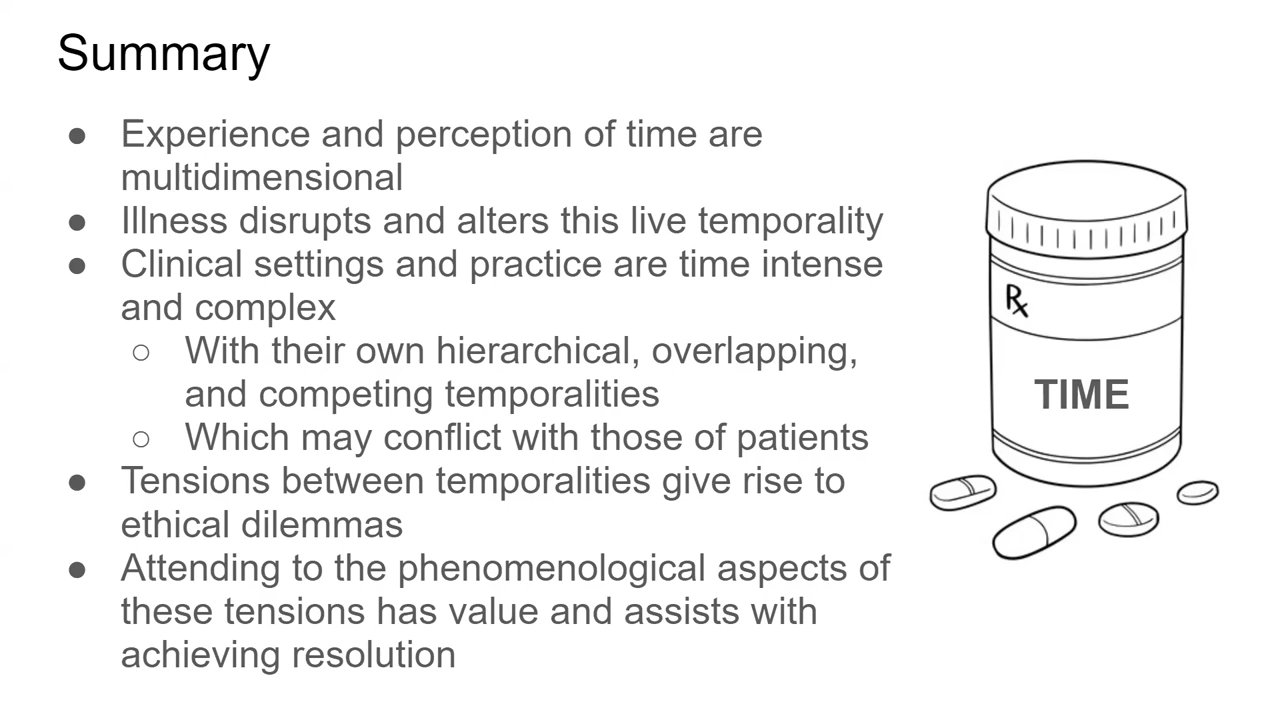 Summary
● Experience and perception of time are
multidimensional
● Illness disrupts and alters this live temporality
● Clinical settings and practice are time intense
and complex
○ With their own hierarchical, overlapping,
and competing temporalities
○ Which may conflict with those of patients
● Tensions between temporalities give rise to
ethical dilemmas
● Attending to the phenomenological aspects of
these tensions has value and assists with
achieving resolution
Rx
TIME